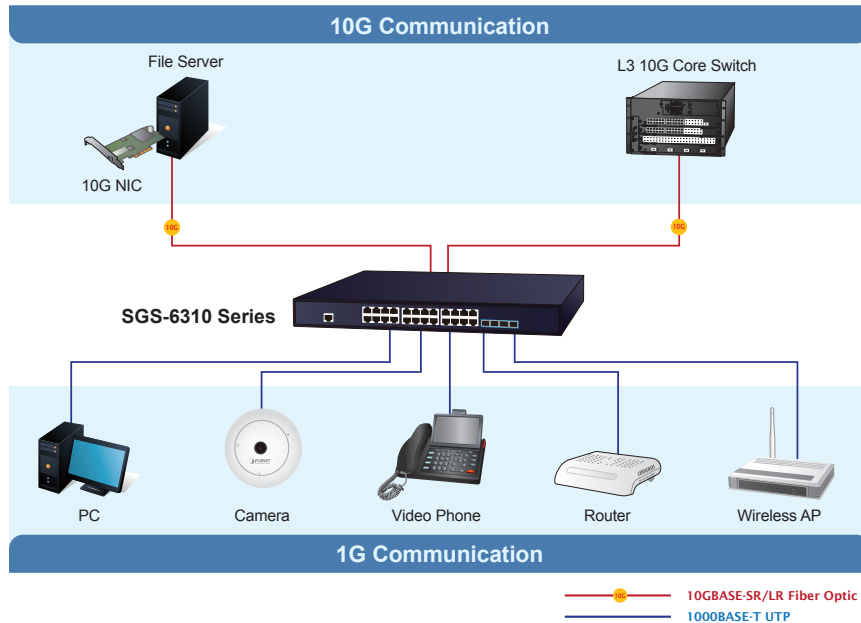 10G Communication
File Server
L3 10G Core Switch
10G NIC
10G
10G
SGS-6310 Series
PLANET
PC
Camera
Video Phone
Router
Wireless AP
1G Communication
10G
10GBASE-SR/LR Fiber Optic
1000BASE-T UTP